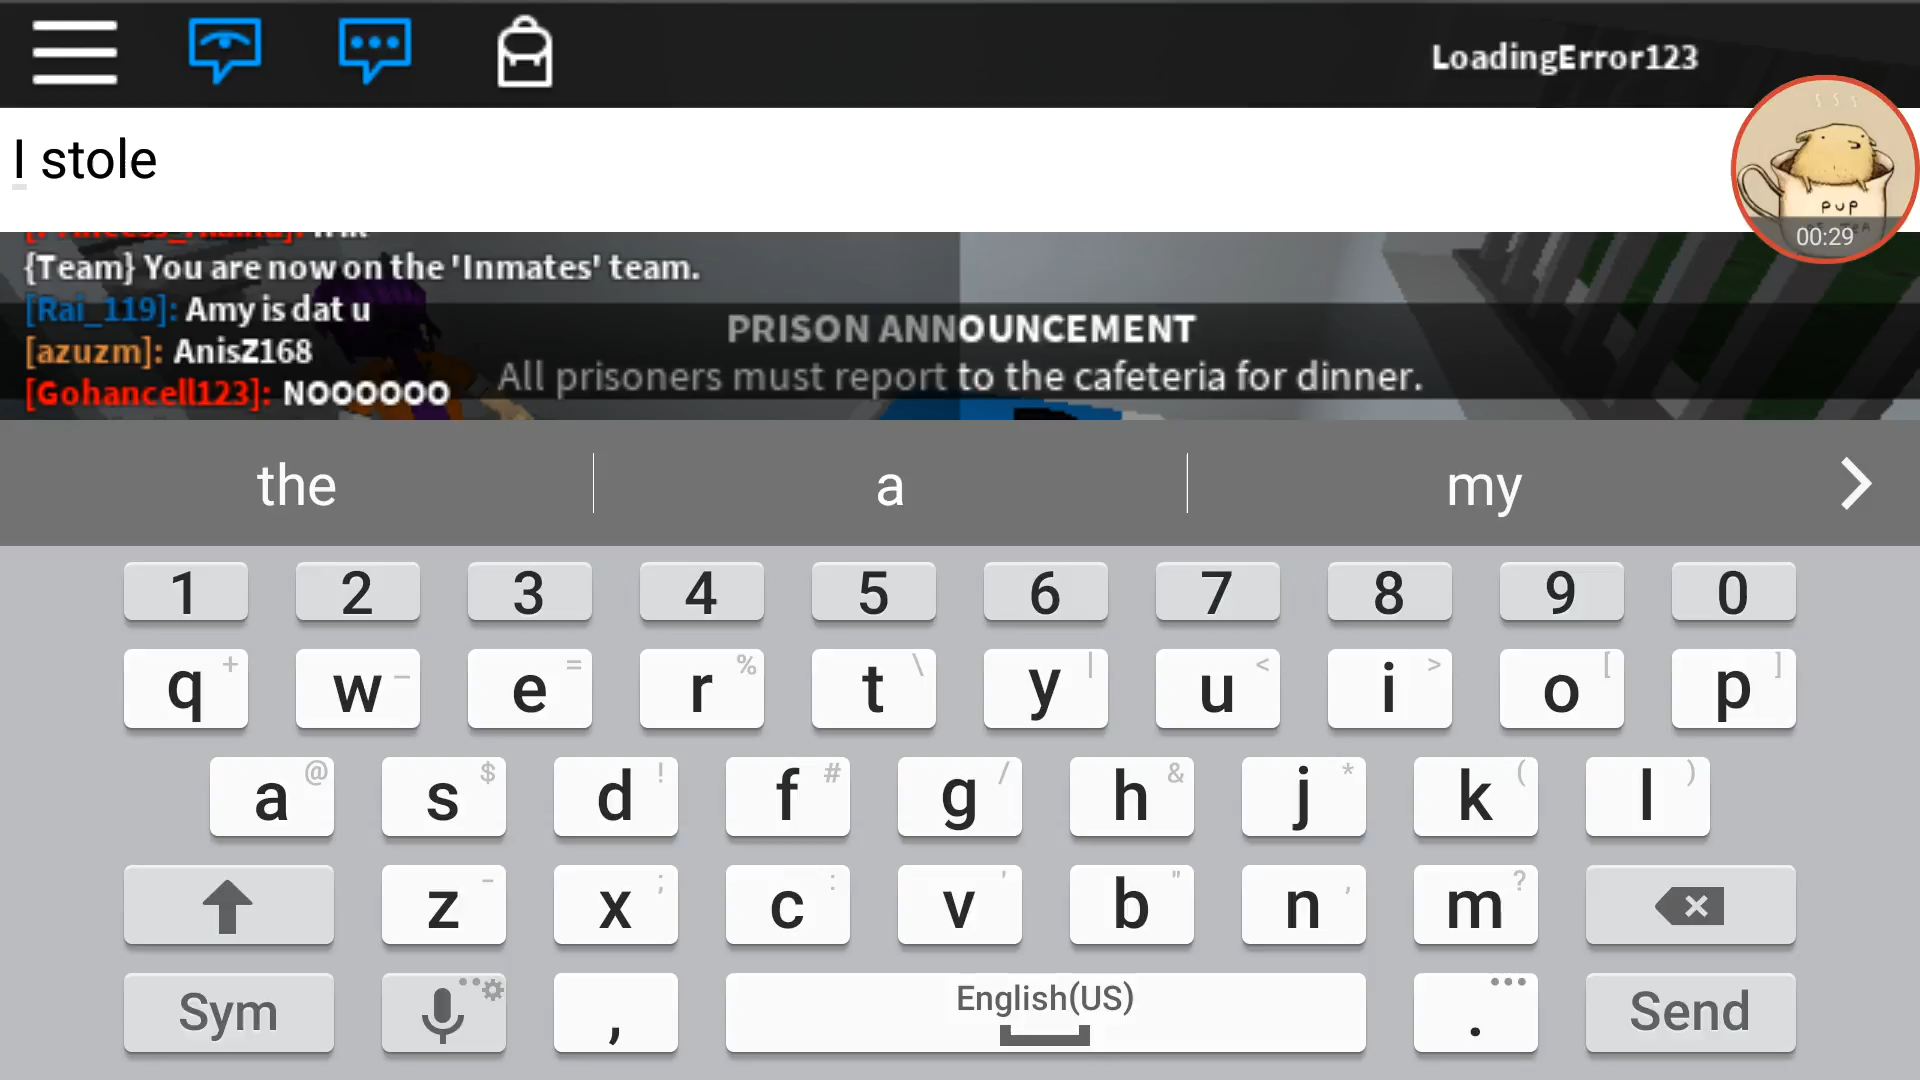 LoadingError123
I stole
PUP
00:29
{Team} You are now on the 'Inmates' team.
[Rai_119]: Amy is dat u
[azuzm]: AnisZ168
[Gohancell123]: NOOOOOO
PRISON ANNOUNCEMENT
All prisoners must report to the cafeteria for dinner.
the a my
1 2 3 4 5 6 7 8 9 0
q + w - e = r % t \ y | u < i > o [ p ]
a @ s $ d ! f # g / h & j * k ( l )
z - x ; c : v ' b " n , m ?
Sym , English(US) . Send